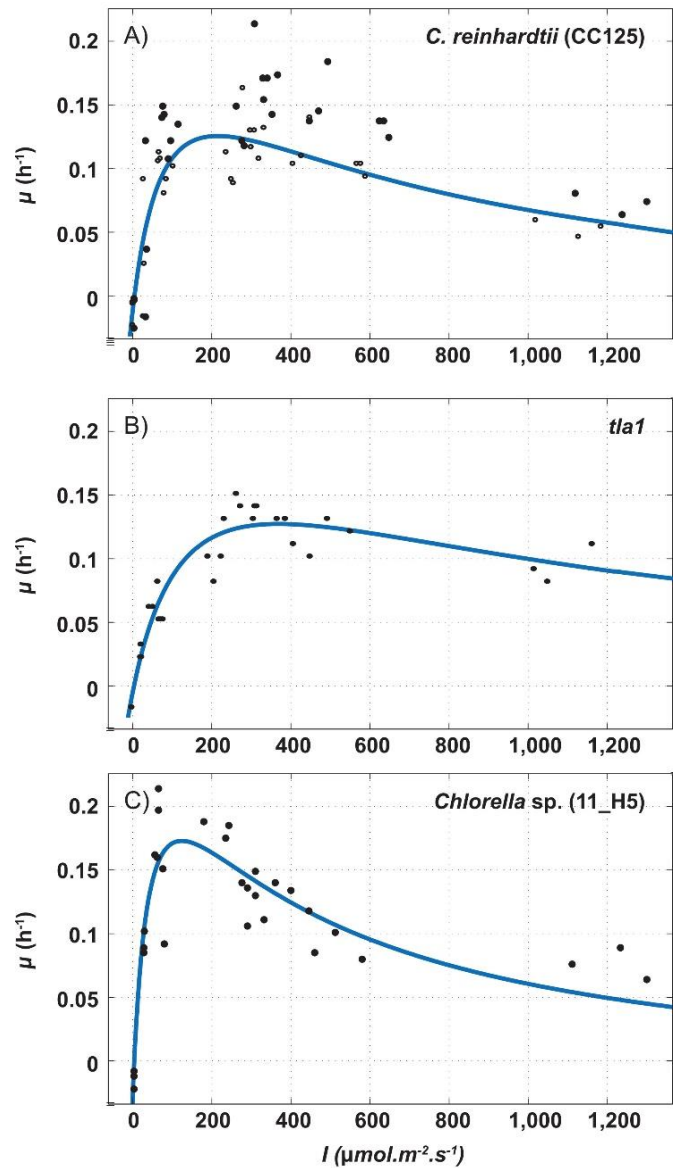 A)
C. reinhardtii (CC125)
0.2
0.15
0.1
0.05
0
µ (h⁻¹)
0 200 400 600 800 1,000 1,200
B)
tla1
0.2
0.15
0.1
0.05
0
µ (h⁻¹)
0 200 400 600 800 1,000 1,200
C)
Chlorella sp. (11_H5)
0.2
0.15
0.1
0.05
0
µ (h⁻¹)
0 200 400 600 800 1,000 1,200
I (µmol.m⁻².s⁻¹)